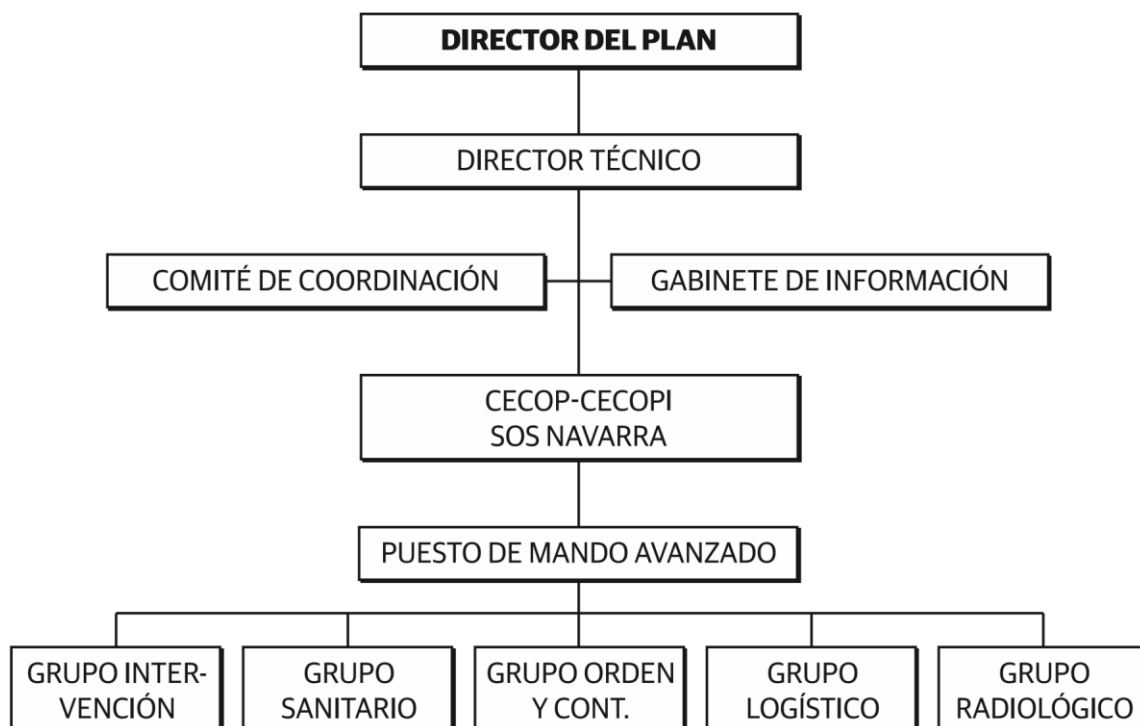 DIRECTOR DEL PLAN
DIRECTOR TÉCNICO
COMITÉ DE COORDINACIÓN
GABINETE DE INFORMACIÓN
CECOP-CECOPI
SOS NAVARRA
PUESTO DE MANDO AVANZADO
GRUPO INTER-
VENCIÓN
GRUPO
SANITARIO
GRUPO ORDEN
Y CONT.
GRUPO
LOGÍSTICO
GRUPO
RADIOLÓGICO